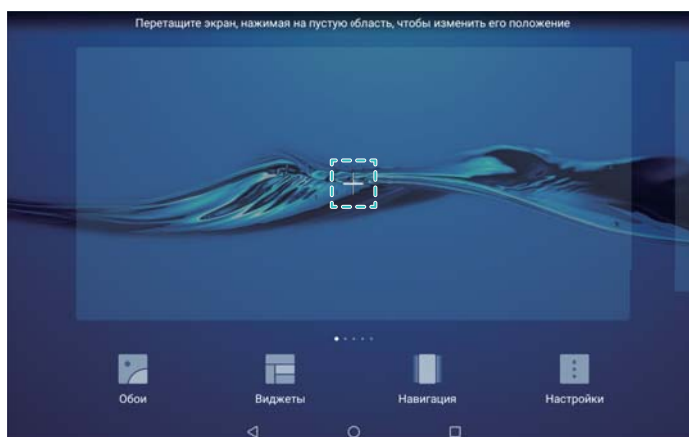 Перетащите экран, нажимая на пустую область, чтобы изменить его положение
Обои Виджеты Навигация Настройки